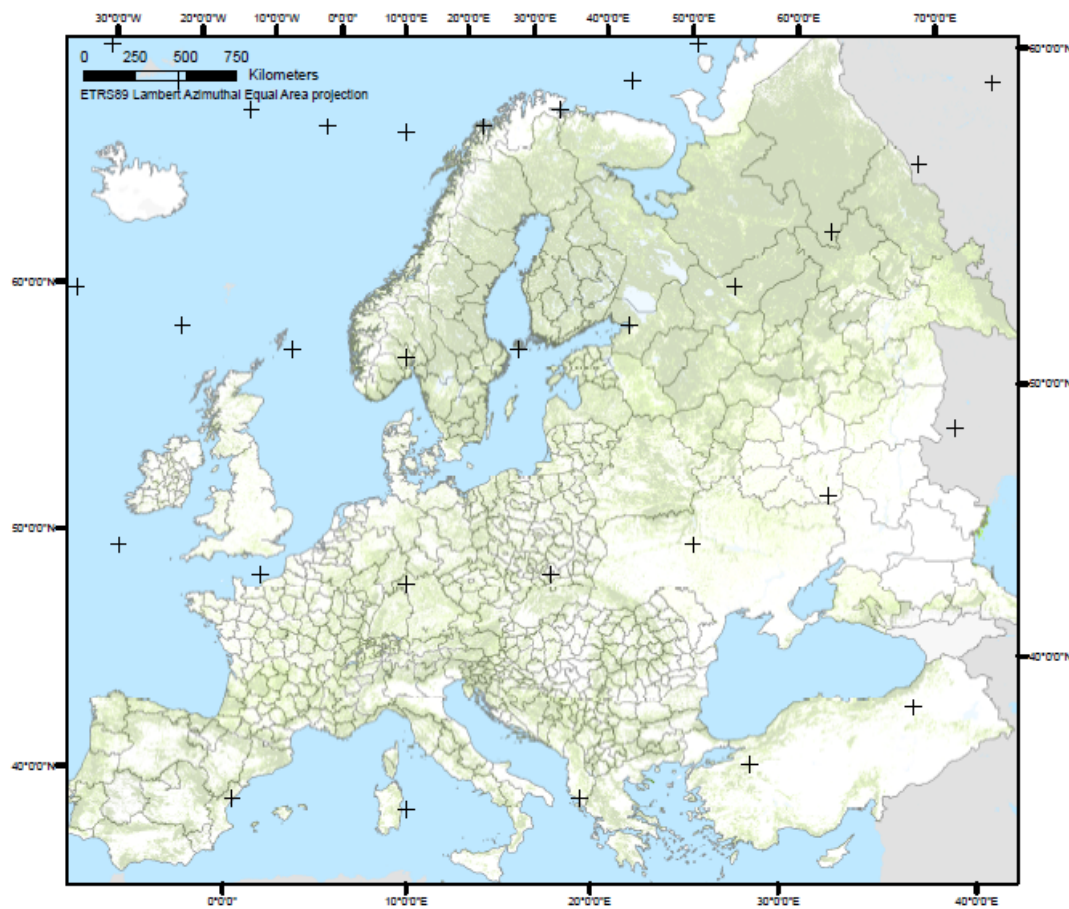 30°0'0"W 20°0'0"W 10°0'0"W 0°0'0" 10°0'0"E 20°0'0"E 30°0'0"E 40°0'0"E 50°0'0"E 60°0'0"E 70°0'0"E
0 250 500 750
Kilometers
ETRS89 Lambert Azimuthal Equal Area projection
60°0'0"N
60°0'0"N
50°0'0"N
50°0'0"N
40°0'0"N
40°0'0"N
0°0'0" 10°0'0"E 20°0'0"E 30°0'0"E 40°0'0"E